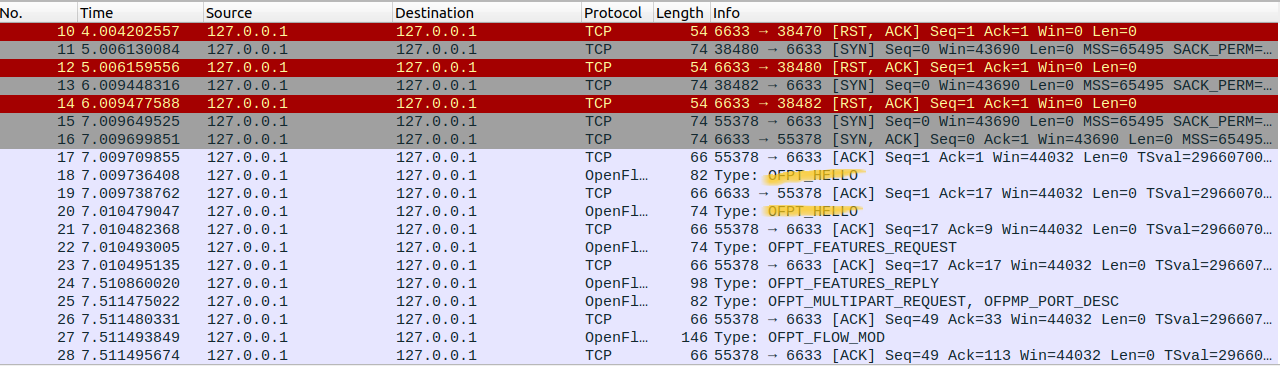 No. Time Source Destination Protocol Length Info
10 4.004202557 127.0.0.1 127.0.0.1 TCP 54 6633 → 38470 [RST, ACK] Seq=1 Ack=1 Win=0 Len=0
11 5.006130084 127.0.0.1 127.0.0.1 TCP 74 38480 → 6633 [SYN] Seq=0 Win=43690 Len=0 MSS=65495 SACK_PERM=…
12 5.006159556 127.0.0.1 127.0.0.1 TCP 54 6633 → 38480 [RST, ACK] Seq=1 Ack=1 Win=0 Len=0
13 6.009448316 127.0.0.1 127.0.0.1 TCP 74 38482 → 6633 [SYN] Seq=0 Win=43690 Len=0 MSS=65495 SACK_PERM=…
14 6.009477588 127.0.0.1 127.0.0.1 TCP 54 6633 → 38482 [RST, ACK] Seq=1 Ack=1 Win=0 Len=0
15 7.009649525 127.0.0.1 127.0.0.1 TCP 74 55378 → 6633 [SYN] Seq=0 Win=43690 Len=0 MSS=65495 SACK_PERM=…
16 7.009699851 127.0.0.1 127.0.0.1 TCP 74 6633 → 55378 [SYN, ACK] Seq=0 Ack=1 Win=43690 Len=0 MSS=65495…
17 7.009709855 127.0.0.1 127.0.0.1 TCP 66 55378 → 6633 [ACK] Seq=1 Ack=1 Win=44032 Len=0 TSval=29660700…
18 7.009736408 127.0.0.1 127.0.0.1 OpenFl… 82 Type: OFPT_HELLO
19 7.009738762 127.0.0.1 127.0.0.1 TCP 66 6633 → 55378 [ACK] Seq=1 Ack=17 Win=44032 Len=0 TSval=2966070…
20 7.010479047 127.0.0.1 127.0.0.1 OpenFl… 74 Type: OFPT_HELLO
21 7.010482368 127.0.0.1 127.0.0.1 TCP 66 55378 → 6633 [ACK] Seq=17 Ack=9 Win=44032 Len=0 TSval=2966070…
22 7.010493005 127.0.0.1 127.0.0.1 OpenFl… 74 Type: OFPT_FEATURES_REQUEST
23 7.010495135 127.0.0.1 127.0.0.1 TCP 66 55378 → 6633 [ACK] Seq=17 Ack=17 Win=44032 Len=0 TSval=296607…
24 7.510860020 127.0.0.1 127.0.0.1 OpenFl… 98 Type: OFPT_FEATURES_REPLY
25 7.511475022 127.0.0.1 127.0.0.1 OpenFl… 82 Type: OFPT_MULTIPART_REQUEST, OFPMP_PORT_DESC
26 7.511480331 127.0.0.1 127.0.0.1 TCP 66 55378 → 6633 [ACK] Seq=49 Ack=33 Win=44032 Len=0 TSval=296607…
27 7.511493849 127.0.0.1 127.0.0.1 OpenFl… 146 Type: OFPT_FLOW_MOD
28 7.511495674 127.0.0.1 127.0.0.1 TCP 66 55378 → 6633 [ACK] Seq=49 Ack=113 Win=44032 Len=0 TSval=29660…